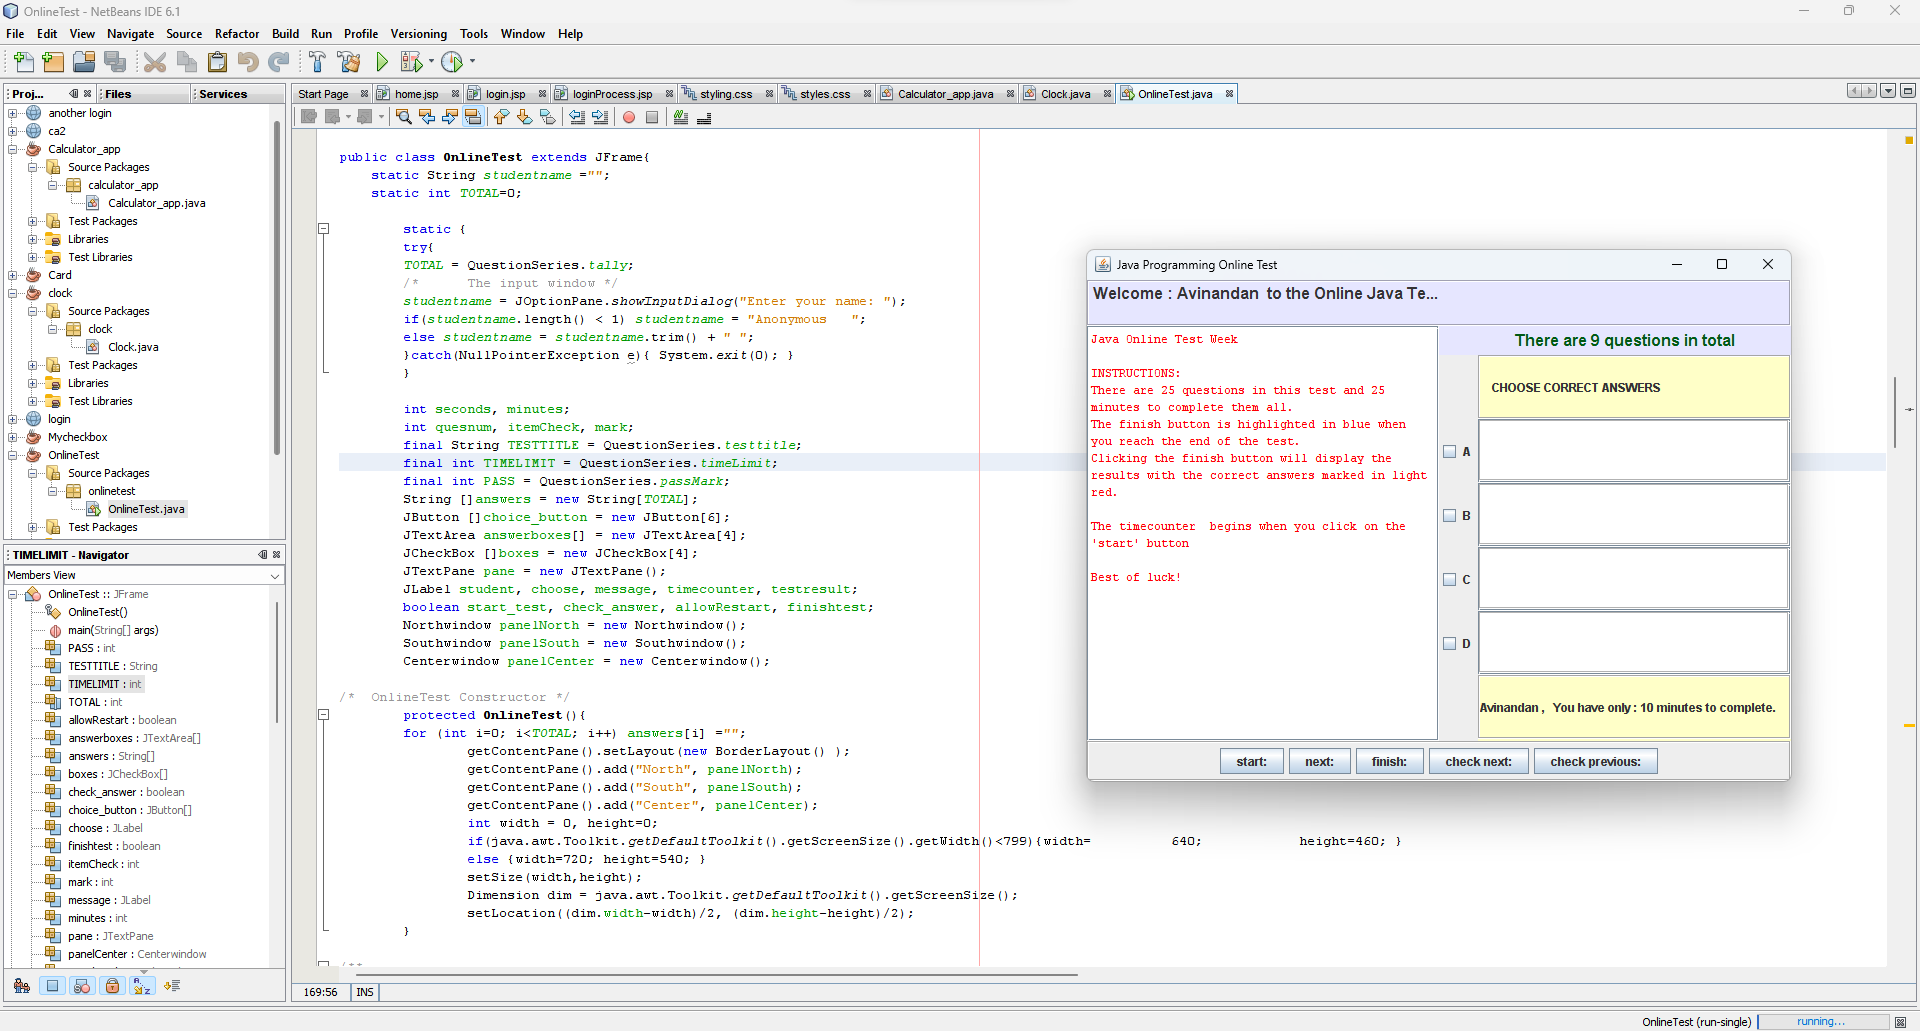 OnlineTest - NetBeans IDE 6.1
File Edit View Navigate Source Refactor Build Run Profile Versioning Tools Window Help
Proj... Files Services
another login
ca2
Calculator_app
Source Packages
calculator_app
Calculator_app.java
Test Packages
Libraries
Test Libraries
Card
clock
Source Packages
clock
Clock.java
Test Packages
Libraries
Test Libraries
login
Mycheckbox
OnlineTest
Source Packages
onlinetest
OnlineTest.java
Test Packages
TIMELIMIT - Navigator
Members View
OnlineTest :: JFrame
OnlineTest()
main(String[] args)
PASS : int
TESTTITLE : String
TIMELIMIT : int
TOTAL : int
allowRestart : boolean
answerboxes : JTextArea[]
answers : String[]
boxes : JCheckBox[]
check_answer : boolean
choice_button : JButton[]
choose : JLabel
finishtest : boolean
itemCheck : int
mark : int
message : JLabel
minutes : int
pane : JTextPane
panelCenter : Centerwindow
Start Page home.jsp login.jsp loginProcess.jsp styling.css styles.css Calculator_app.java Clock.java OnlineTest.java
public class OnlineTest extends JFrame{
static String studentname ="";
static int TOTAL=0;
static {
try{
TOTAL = QuestionSeries.tally;
/* The input window */
studentname = JOptionPane.showInputDialog("Enter your name: ");
if(studentname.length() < 1) studentname = "Anonymous   ";
else studentname = studentname.trim() + " ";
}catch(NullPointerException e){ System.exit(0); }
}
int seconds, minutes;
int quesnum, itemCheck, mark;
final String TESTTITLE = QuestionSeries.testtitle;
final int TIMELIMIT = QuestionSeries.timeLimit;
final int PASS = QuestionSeries.passMark;
String []answers = new String[TOTAL];
JButton []choice_button = new JButton[6];
JTextArea answerboxes[] = new JTextArea[4];
JCheckBox []boxes = new JCheckBox[4];
JTextPane pane = new JTextPane();
JLabel student, choose, message, timecounter, testresult;
boolean start_test, check_answer, allowRestart, finishtest;
Northwindow panelNorth = new Northwindow();
Southwindow panelSouth = new Southwindow();
Centerwindow panelCenter = new Centerwindow();
/* OnlineTest Constructor */
protected OnlineTest(){
for (int i=0; i<TOTAL; i++) answers[i] ="";
getContentPane().setLayout(new BorderLayout() );
getContentPane().add("North", panelNorth);
getContentPane().add("South", panelSouth);
getContentPane().add("Center", panelCenter);
int width = 0, height=0;
if(java.awt.Toolkit.getDefaultToolkit().getScreenSize().getWidth()<799){width= 640; height=460; }
else {width=720; height=540; }
setSize(width,height);
Dimension dim = java.awt.Toolkit.getDefaultToolkit().getScreenSize();
setLocation((dim.width-width)/2, (dim.height-height)/2);
}
169:56 INS
Java Programming Online Test
Welcome : Avinandan to the Online Java Te...
Java Online Test Week
INSTRUCTIONS:
There are 25 questions in this test and 25
minutes to complete them all.
The finish button is highlighted in blue when
you reach the end of the test.
Clicking the finish button will display the
results with the correct answers marked in light
red.
The timecounter begins when you click on the
'start' button
Best of luck!
There are 9 questions in total
CHOOSE CORRECT ANSWERS
A
B
C
D
Avinandan , You have only : 10 minutes to complete.
start: next: finish: check next: check previous:
OnlineTest (run-single) running...